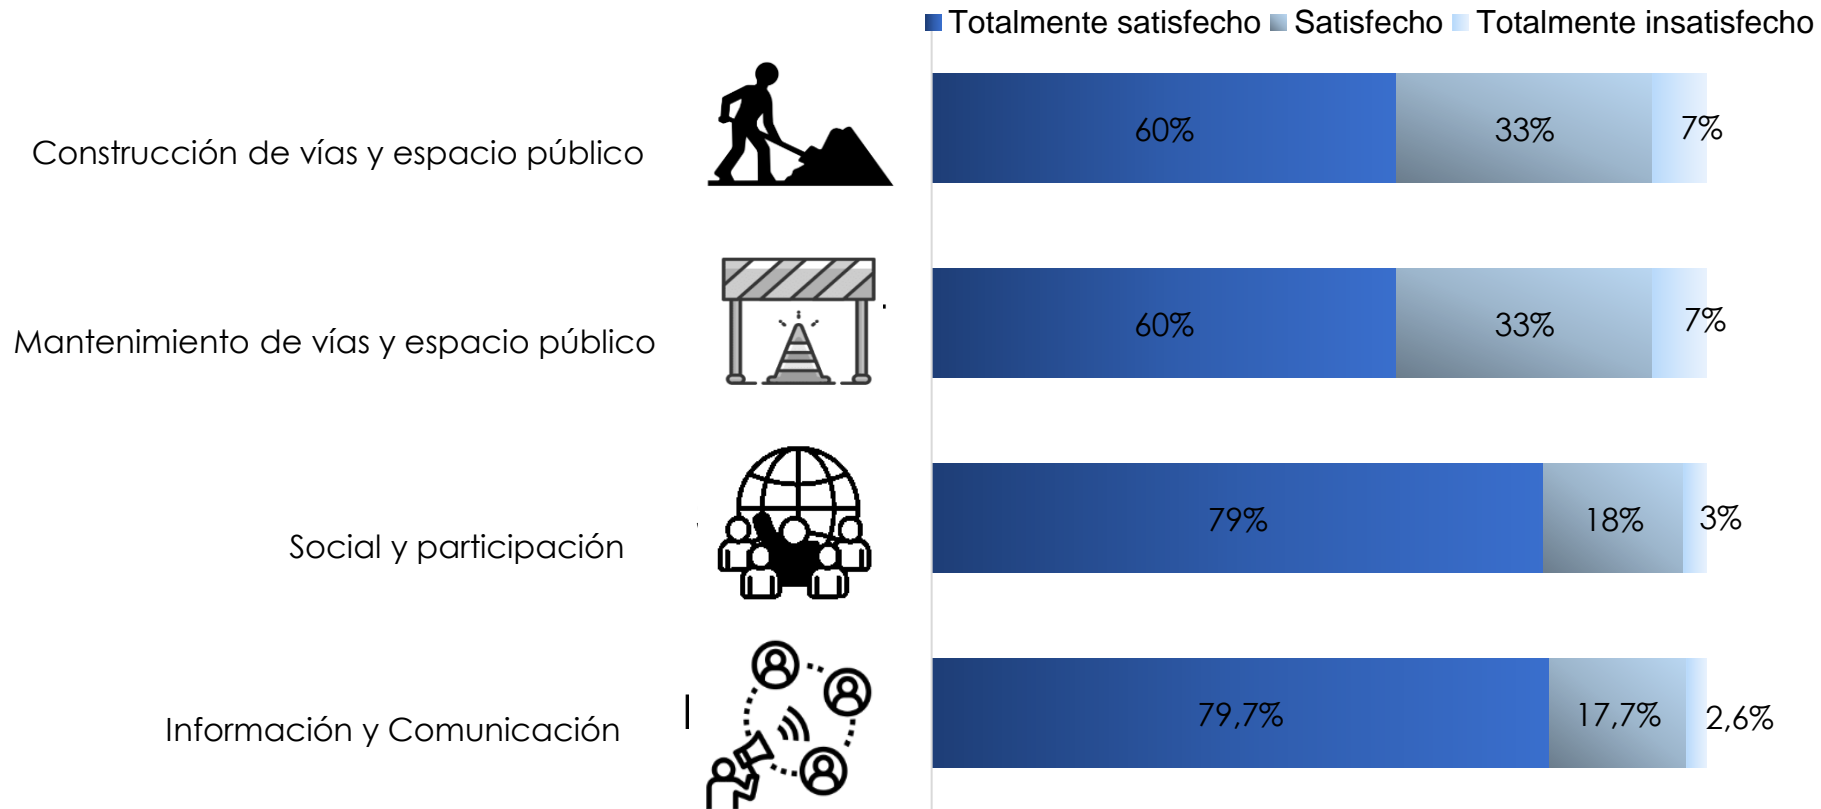 Totalmente satisfecho Satisfecho Totalmente insatisfecho
Construcción de vías y espacio público 60% 33% 7%
Mantenimiento de vías y espacio público 60% 33% 7%
Social y participación 79% 18% 3%
Información y Comunicación 79,7% 17,7% 2,6%